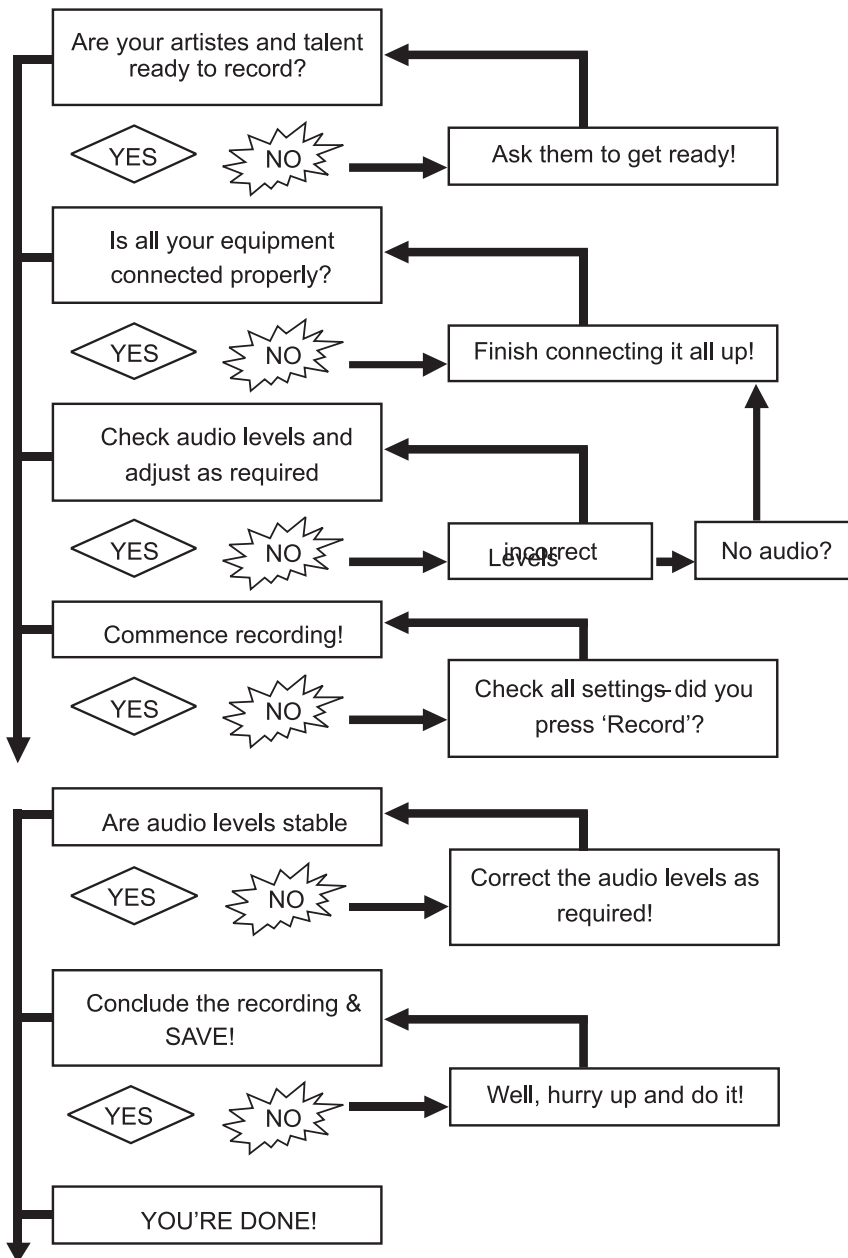 Are your artistes and talent
ready to record?
YES
NO
Ask them to get ready!
Is all your equipment
connected properly?
YES
NO
Finish connecting it all up!
Check audio levels and
adjust as required
YES
NO
Levels
incorrect
No audio?
Commence recording!
YES
NO
Check all settings–did you
press ‘Record’?
Are audio levels stable
YES
NO
Correct the audio levels as
required!
Conclude the recording &
SAVE!
YES
NO
Well, hurry up and do it!
YOU’RE DONE!